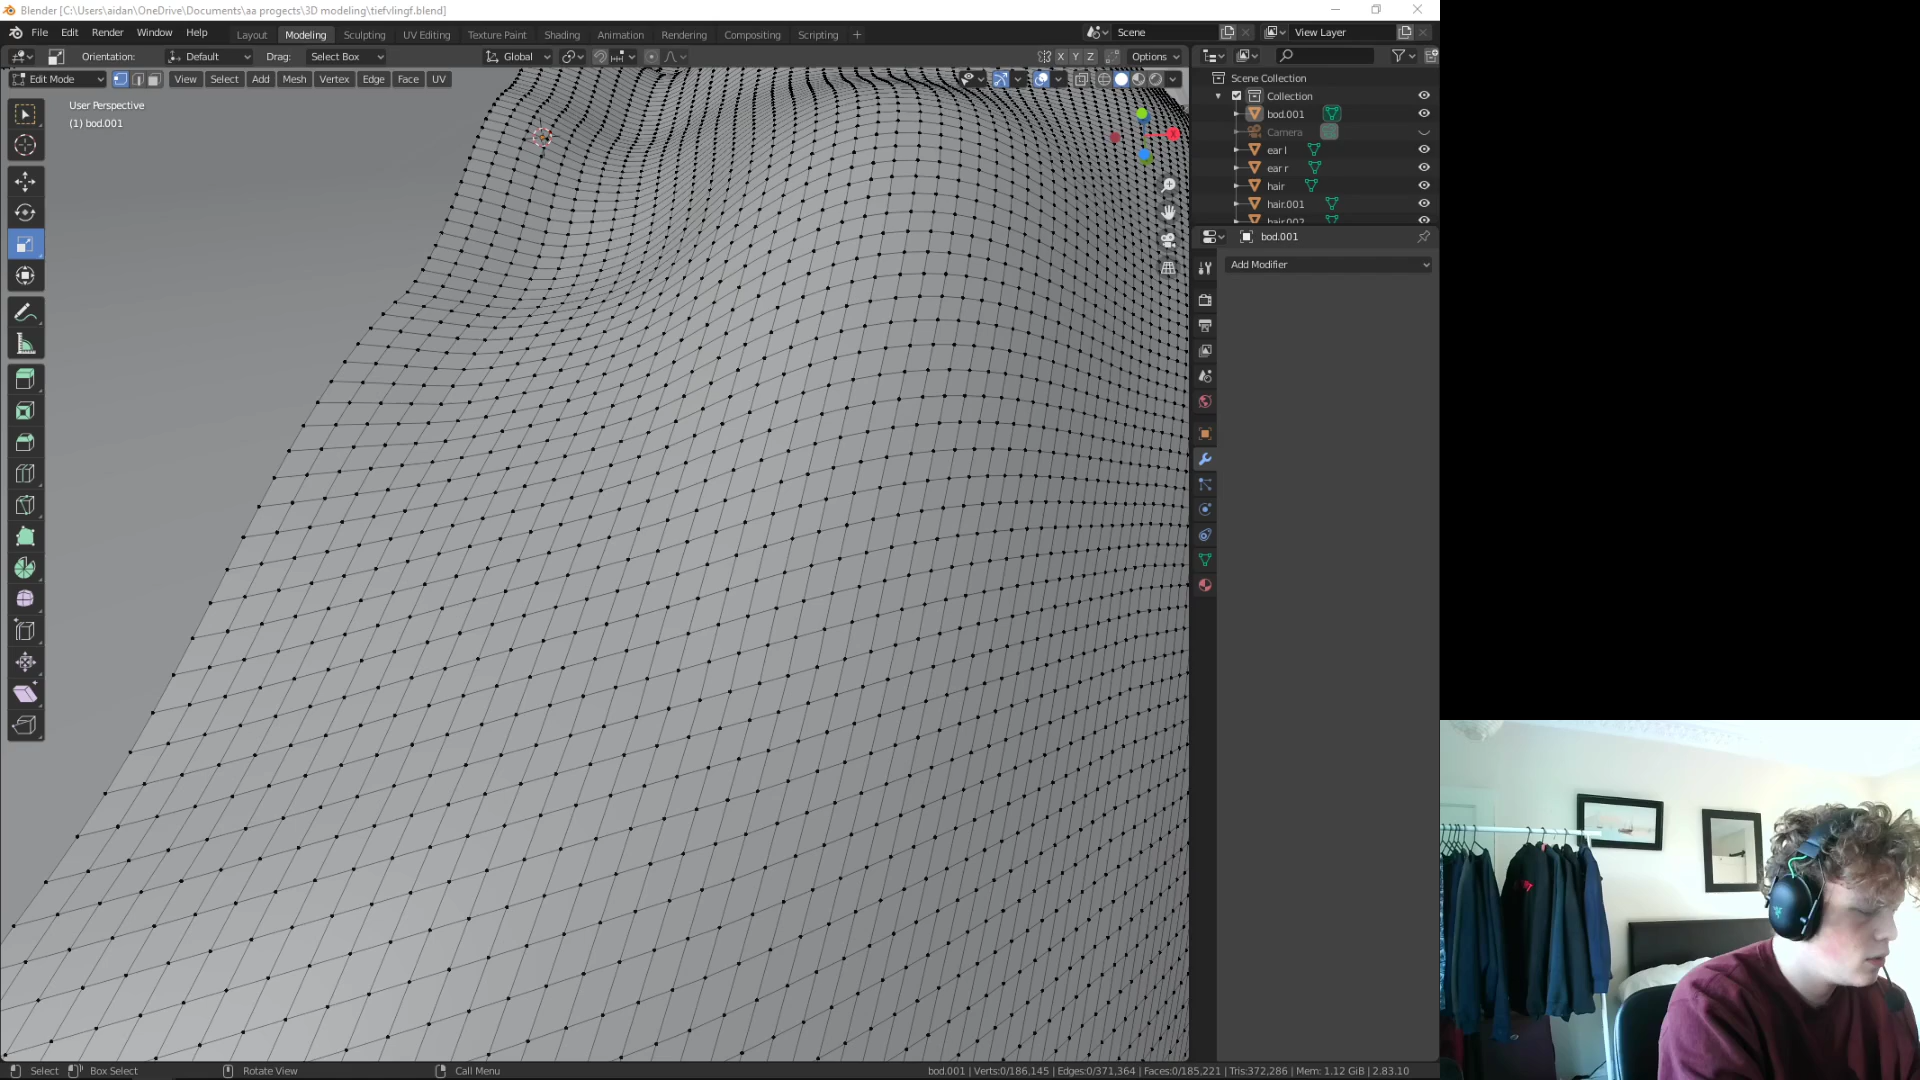 Blender [C:\Users\aidan\OneDrive\Documents\aa progects\3D modeling\tiefvlingf.blend]
File Edit Render Window Help Layout Modeling Sculpting UV Editing Texture Paint Shading Animation Rendering Compositing Scripting + Scene View Layer
Orientation: Default Drag: Select Box Global X Y Z Options
Edit Mode View Select Add Mesh Vertex Edge Face UV
User Perspective
(1) bod.001
X
Scene Collection
Collection
bod.001
Camera
ear l
ear r
hair
hair.001
hair.002
bod.001
Add Modifier
Select Box Select Rotate View Call Menu bod.001 | Verts:0/186,145 | Edges:0/371,364 | Faces:0/185,221 | Tris:372,286 | Mem: 1.12 GiB | 2.83.10